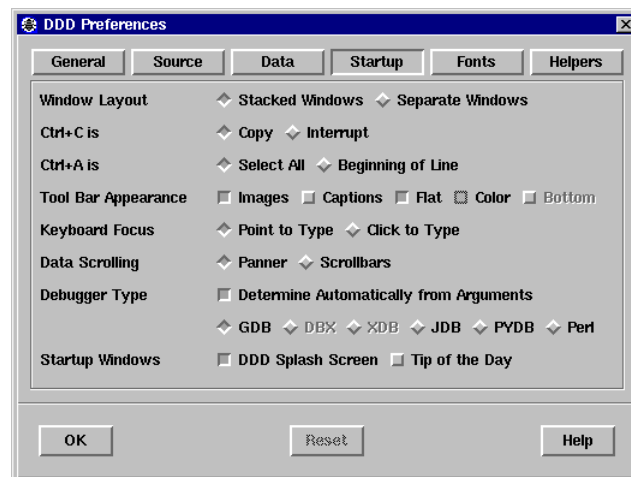 DDD Preferences
General Source Data Startup Fonts Helpers
Window Layout Stacked Windows Separate Windows
Ctrl+C is Copy Interrupt
Ctrl+A is Select All Beginning of Line
Tool Bar Appearance Images Captions Flat Color Bottom
Keyboard Focus Point to Type Click to Type
Data Scrolling Panner Scrollbars
Debugger Type Determine Automatically from Arguments
GDB DBX XDB JDB PYDB Perl
Startup Windows DDD Splash Screen Tip of the Day
OK Reset Help